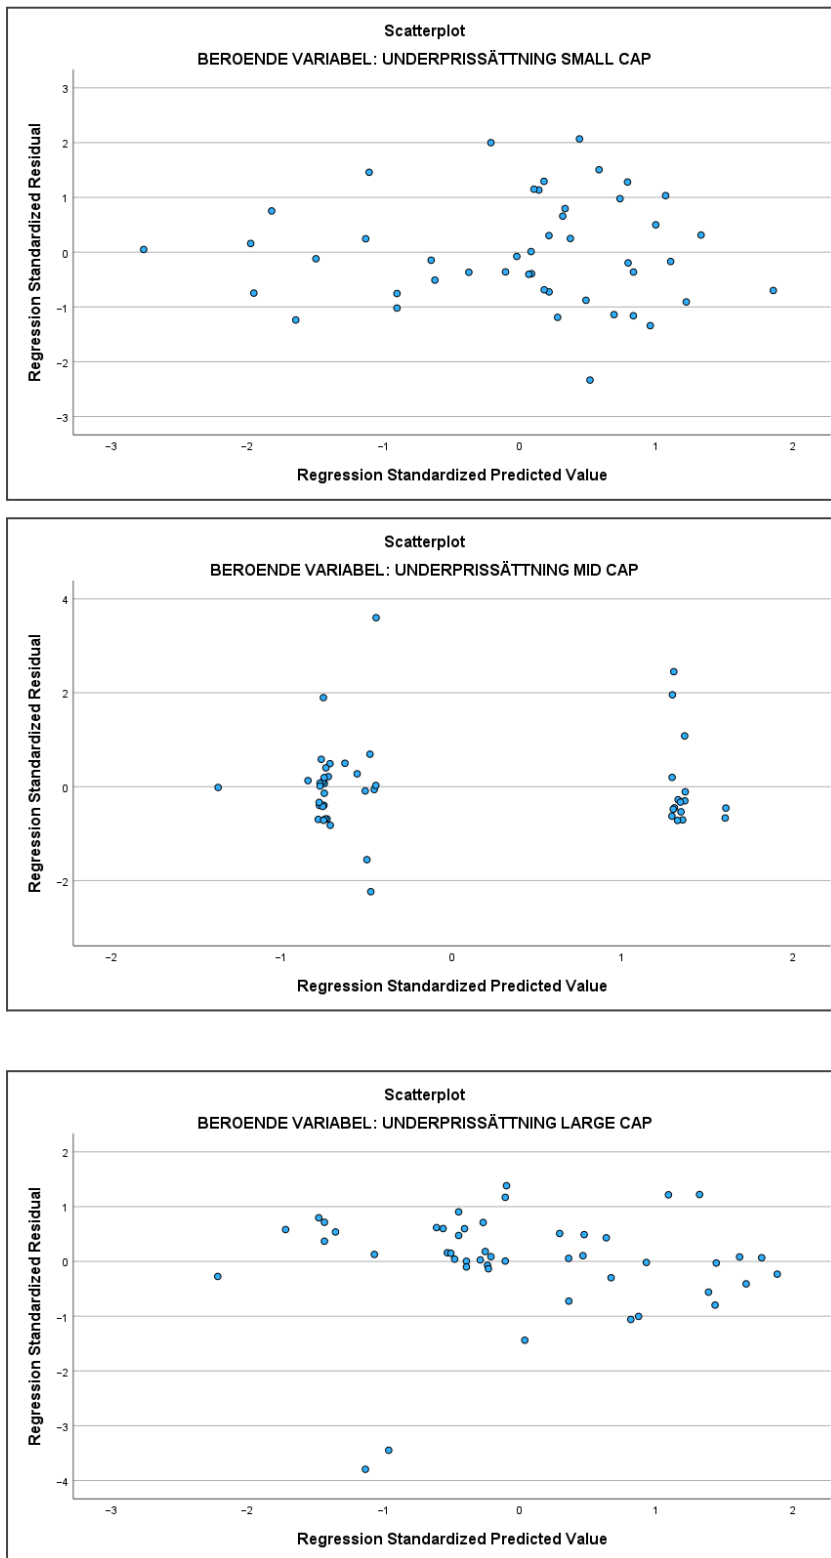 Scatterplot
BEROENDE VARIABEL: UNDERPRISSÄTTNING SMALL CAP
3
2
1
0
−1
−2
−3
Regression Standardized Residual
−3 −2 −1 0 1 2
Regression Standardized Predicted Value
Scatterplot
BEROENDE VARIABEL: UNDERPRISSÄTTNING MID CAP
4
2
0
−2
Regression Standardized Residual
−2 −1 0 1 2
Regression Standardized Predicted Value
Scatterplot
BEROENDE VARIABEL: UNDERPRISSÄTTNING LARGE CAP
2
1
0
−1
−2
−3
−4
Regression Standardized Residual
−3 −2 −1 0 1 2
Regression Standardized Predicted Value